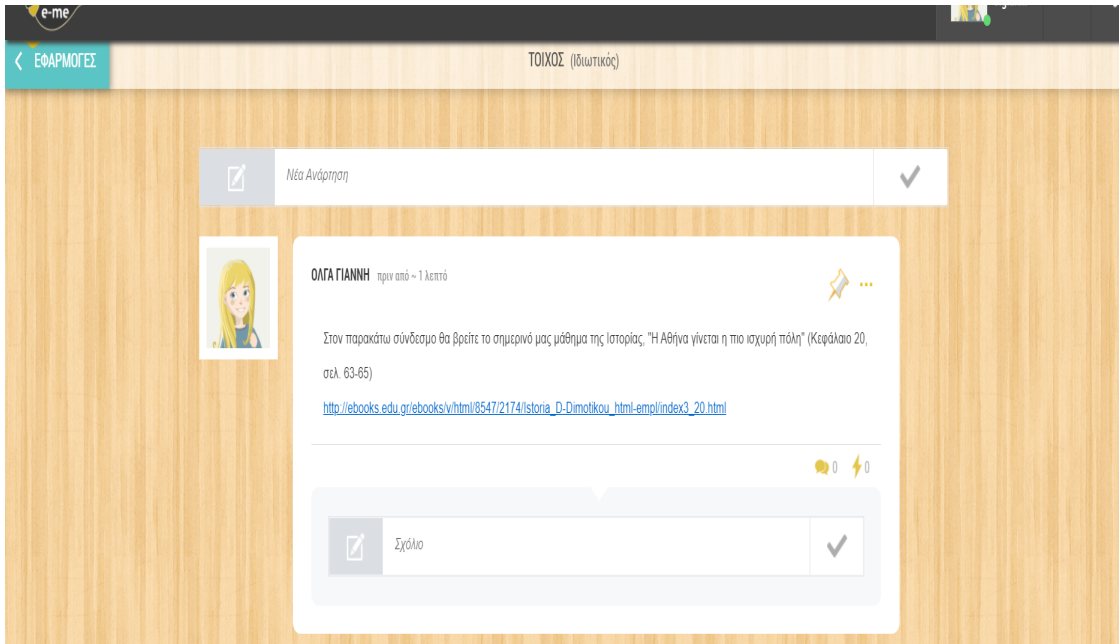 e-me
ΕΦΑΡΜΟΓΕΣ
ΤΟΙΧΟΣ (Ιδιωτικός)
Νέα Ανάρτηση
ΟΛΓΑ ΓΙΑΝΝΗ πριν από ~ 1 λεπτό
Στον παρακάτω σύνδεσμο θα βρείτε το σημερινό μας μάθημα της Ιστορίας, "Η Αθήνα γίνεται η πιο ισχυρή πόλη" (Κεφάλαιο 20,
σελ. 63-65)
http://ebooks.edu.gr/ebooks/v/html/8547/2174/Istoria_D-Dimotikou_html-empl/index3_20.html
0 0
Σχόλιο